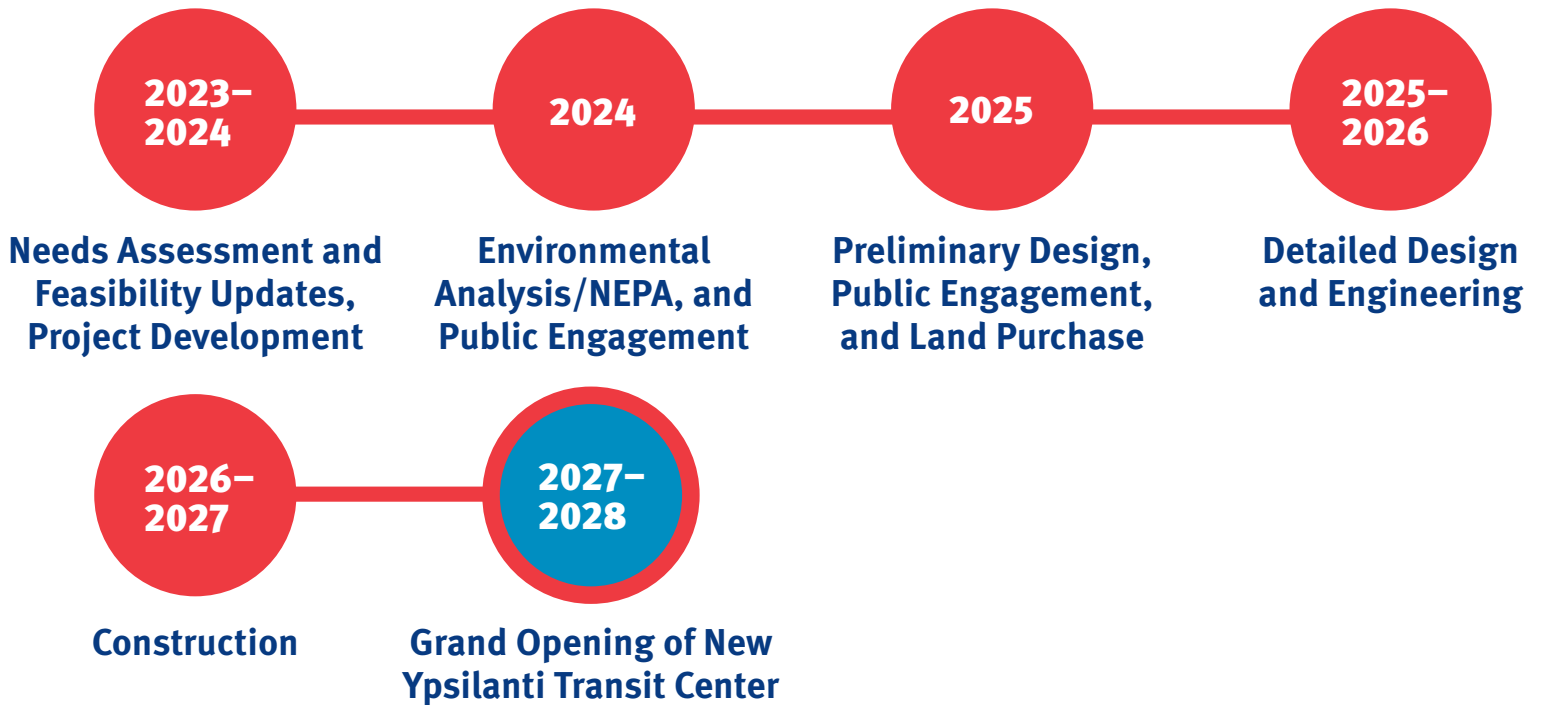 2023–
2024
Needs Assessment and
Feasibility Updates,
Project Development
2024
Environmental
Analysis/NEPA, and
Public Engagement
2025
Preliminary Design,
Public Engagement,
and Land Purchase
2025–
2026
Detailed Design
and Engineering
2026–
2027
Construction
2027–
2028
Grand Opening of New
Ypsilanti Transit Center